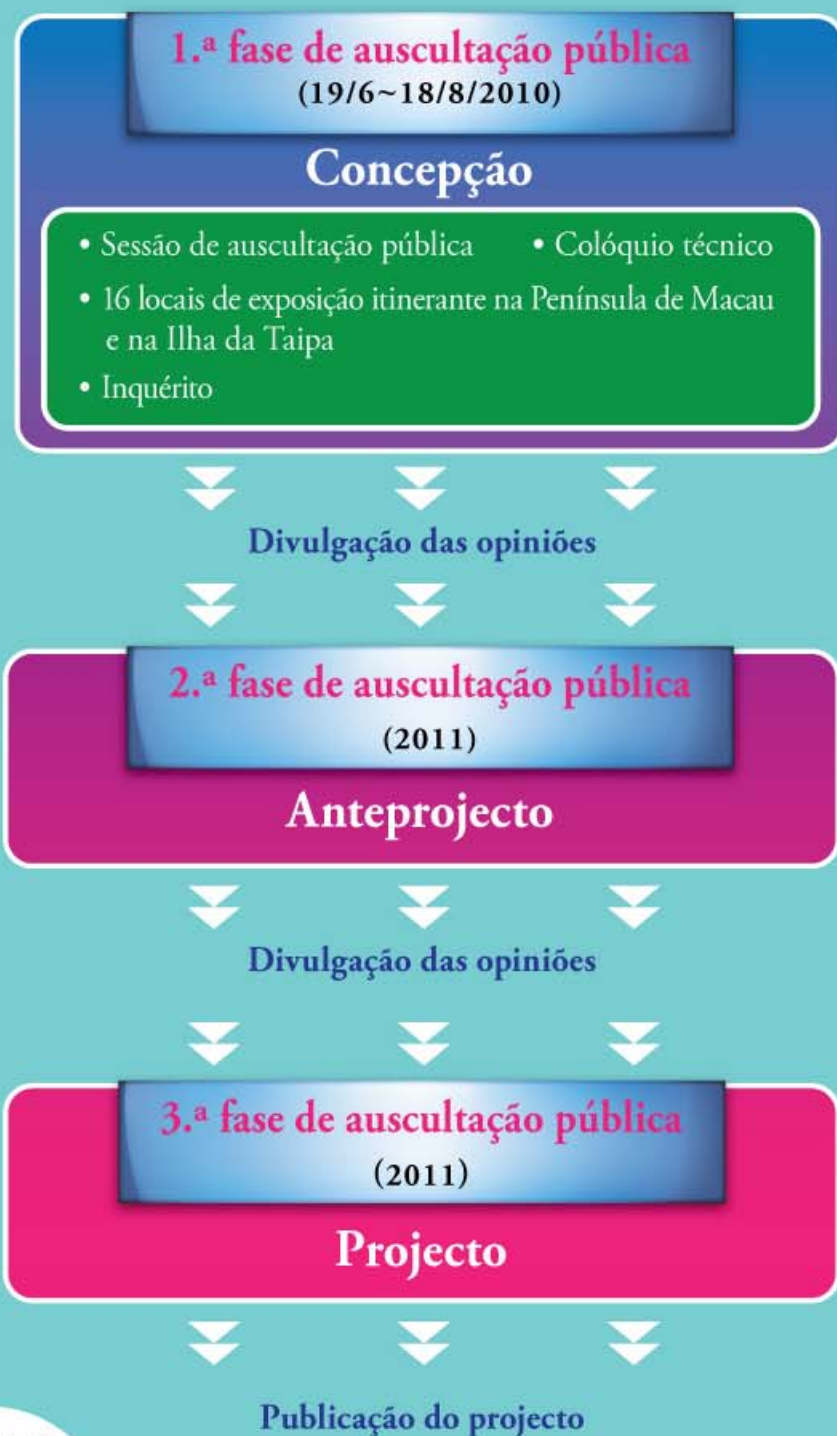 1.ª fase de auscultação pública
(19/6~18/8/2010)
Concepção
• Sessão de auscultação pública • Colóquio técnico
• 16 locais de exposição itinerante na Península de Macau
e na Ilha da Taipa
• Inquérito
Divulgação das opiniões
2.ª fase de auscultação pública
(2011)
Anteprojecto
Divulgação das opiniões
3.ª fase de auscultação pública
(2011)
Projecto
Publicação do projecto